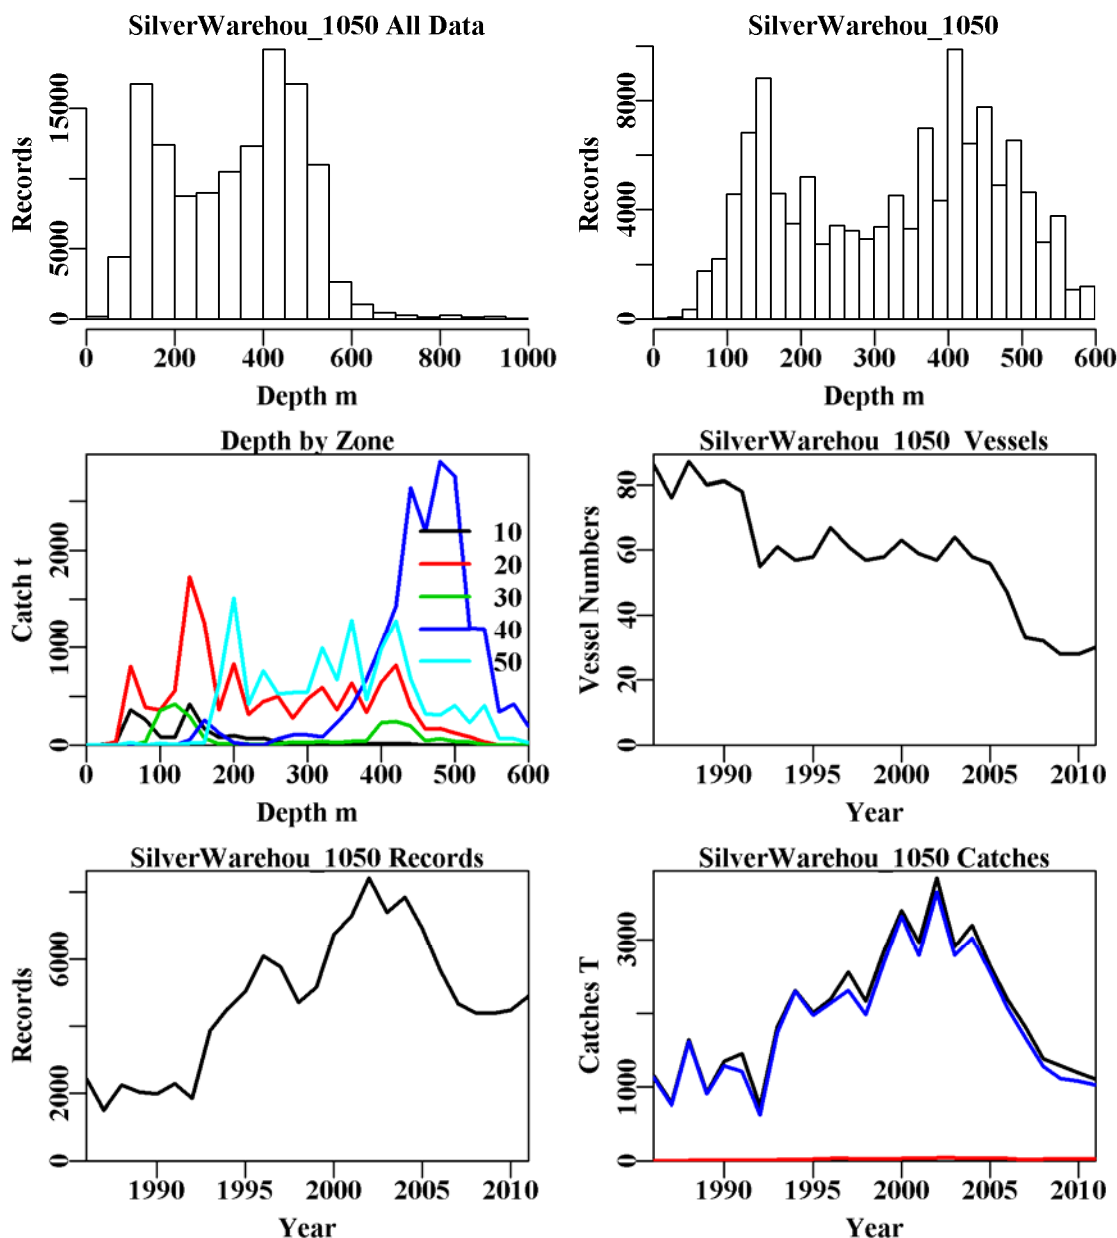 SilverWarehou_1050 All Data
Records
0 5000 15000
0 200 400 600 800 1000
Depth m
SilverWarehou_1050
Records
0 4000 8000
0 100 200 300 400 500 600
Depth m
Depth by Zone
Catch t
0 1000 2000
10
20
30
40
50
0 100 200 300 400 500 600
Depth m
SilverWarehou_1050_Vessels
Vessel Numbers
0 20 40 60 80
1990 1995 2000 2005 2010
Year
SilverWarehou_1050 Records
Records
0 2000 6000
1990 1995 2000 2005 2010
Year
SilverWarehou_1050 Catches
Catches T
0 1000 3000
1990 1995 2000 2005 2010
Year